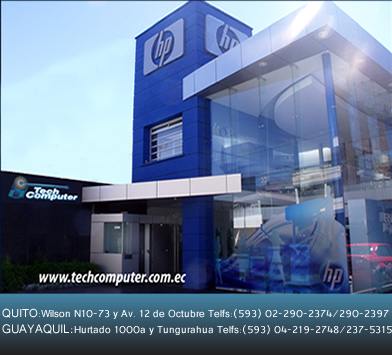 hp
hp
Tech
Computer
hp
www.techcomputer.com.ec
QUITO:Wilson N10-73 y Av. 12 de Octubre Telfs:(593) 02-290-2374/290-2397
GUAYAQUIL:Hurtado 1000a y Tungurahua Telfs:(593) 04-219-2748/237-5315